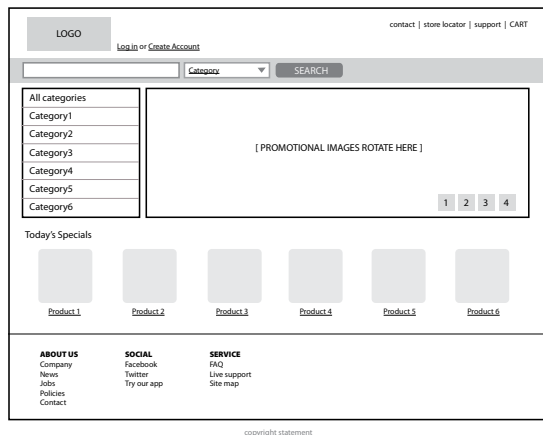 contact | store locator | support | CART
LOGO
Log in or Create Account
Category
SEARCH
All categories
Category1
Category2
Category3
Category4
Category5
Category6
[ PROMOTIONAL IMAGES ROTATE HERE ]
1 2 3 4
Today's Specials
Product 1 Product 2 Product 3 Product 4 Product 5 Product 6
ABOUT US
Company
News
Jobs
Policies
Contact
SOCIAL
Facebook
Twitter
Try our app
SERVICE
FAQ
Live support
Site map
copyright statement